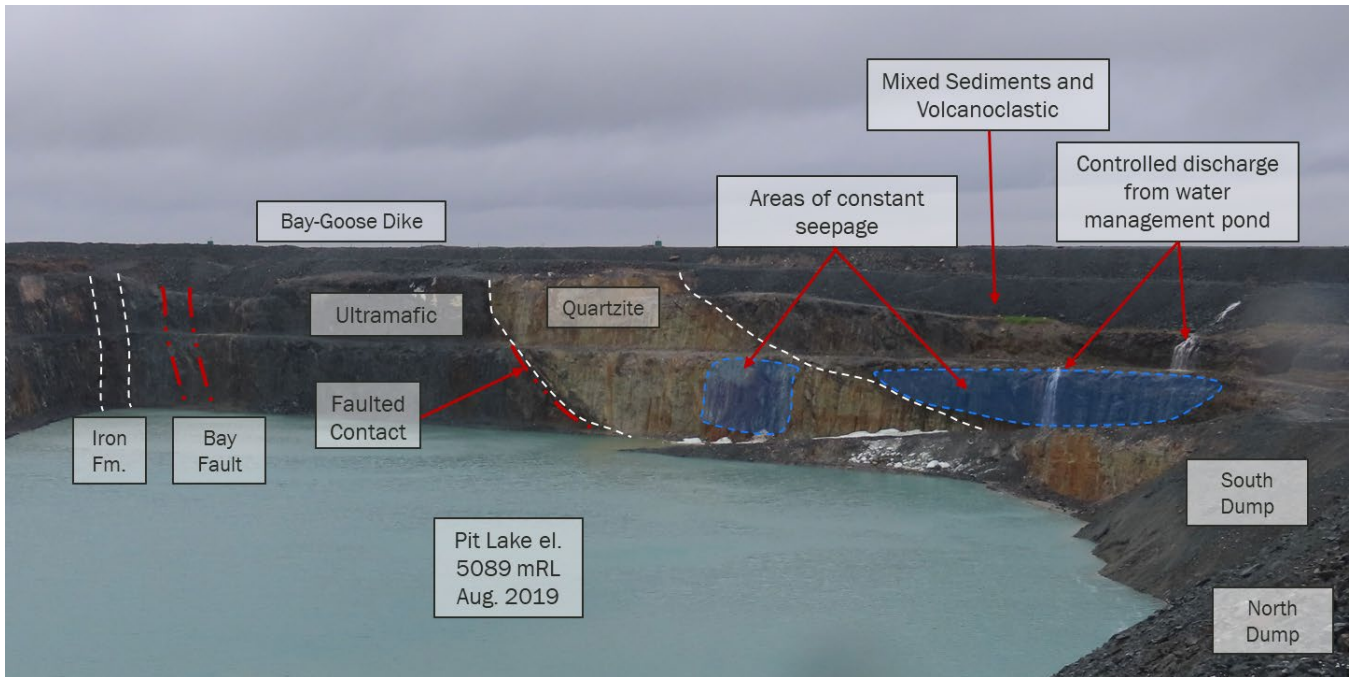 Mixed Sediments and
Volcanoclastic
Controlled discharge
from water
management pond
Areas of constant
seepage
Bay-Goose Dike
Ultramafic
Quartzite
Faulted
Contact
Iron
Fm.
Bay
Fault
South
Dump
Pit Lake el.
5089 mRL
Aug. 2019
North
Dump